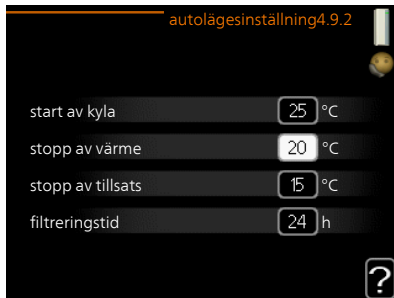 autolägesinställning4.9.2
start av kyla 25 °C
stopp av värme 20 °C
stopp av tillsats 15 °C
filtreringstid 24 h
?